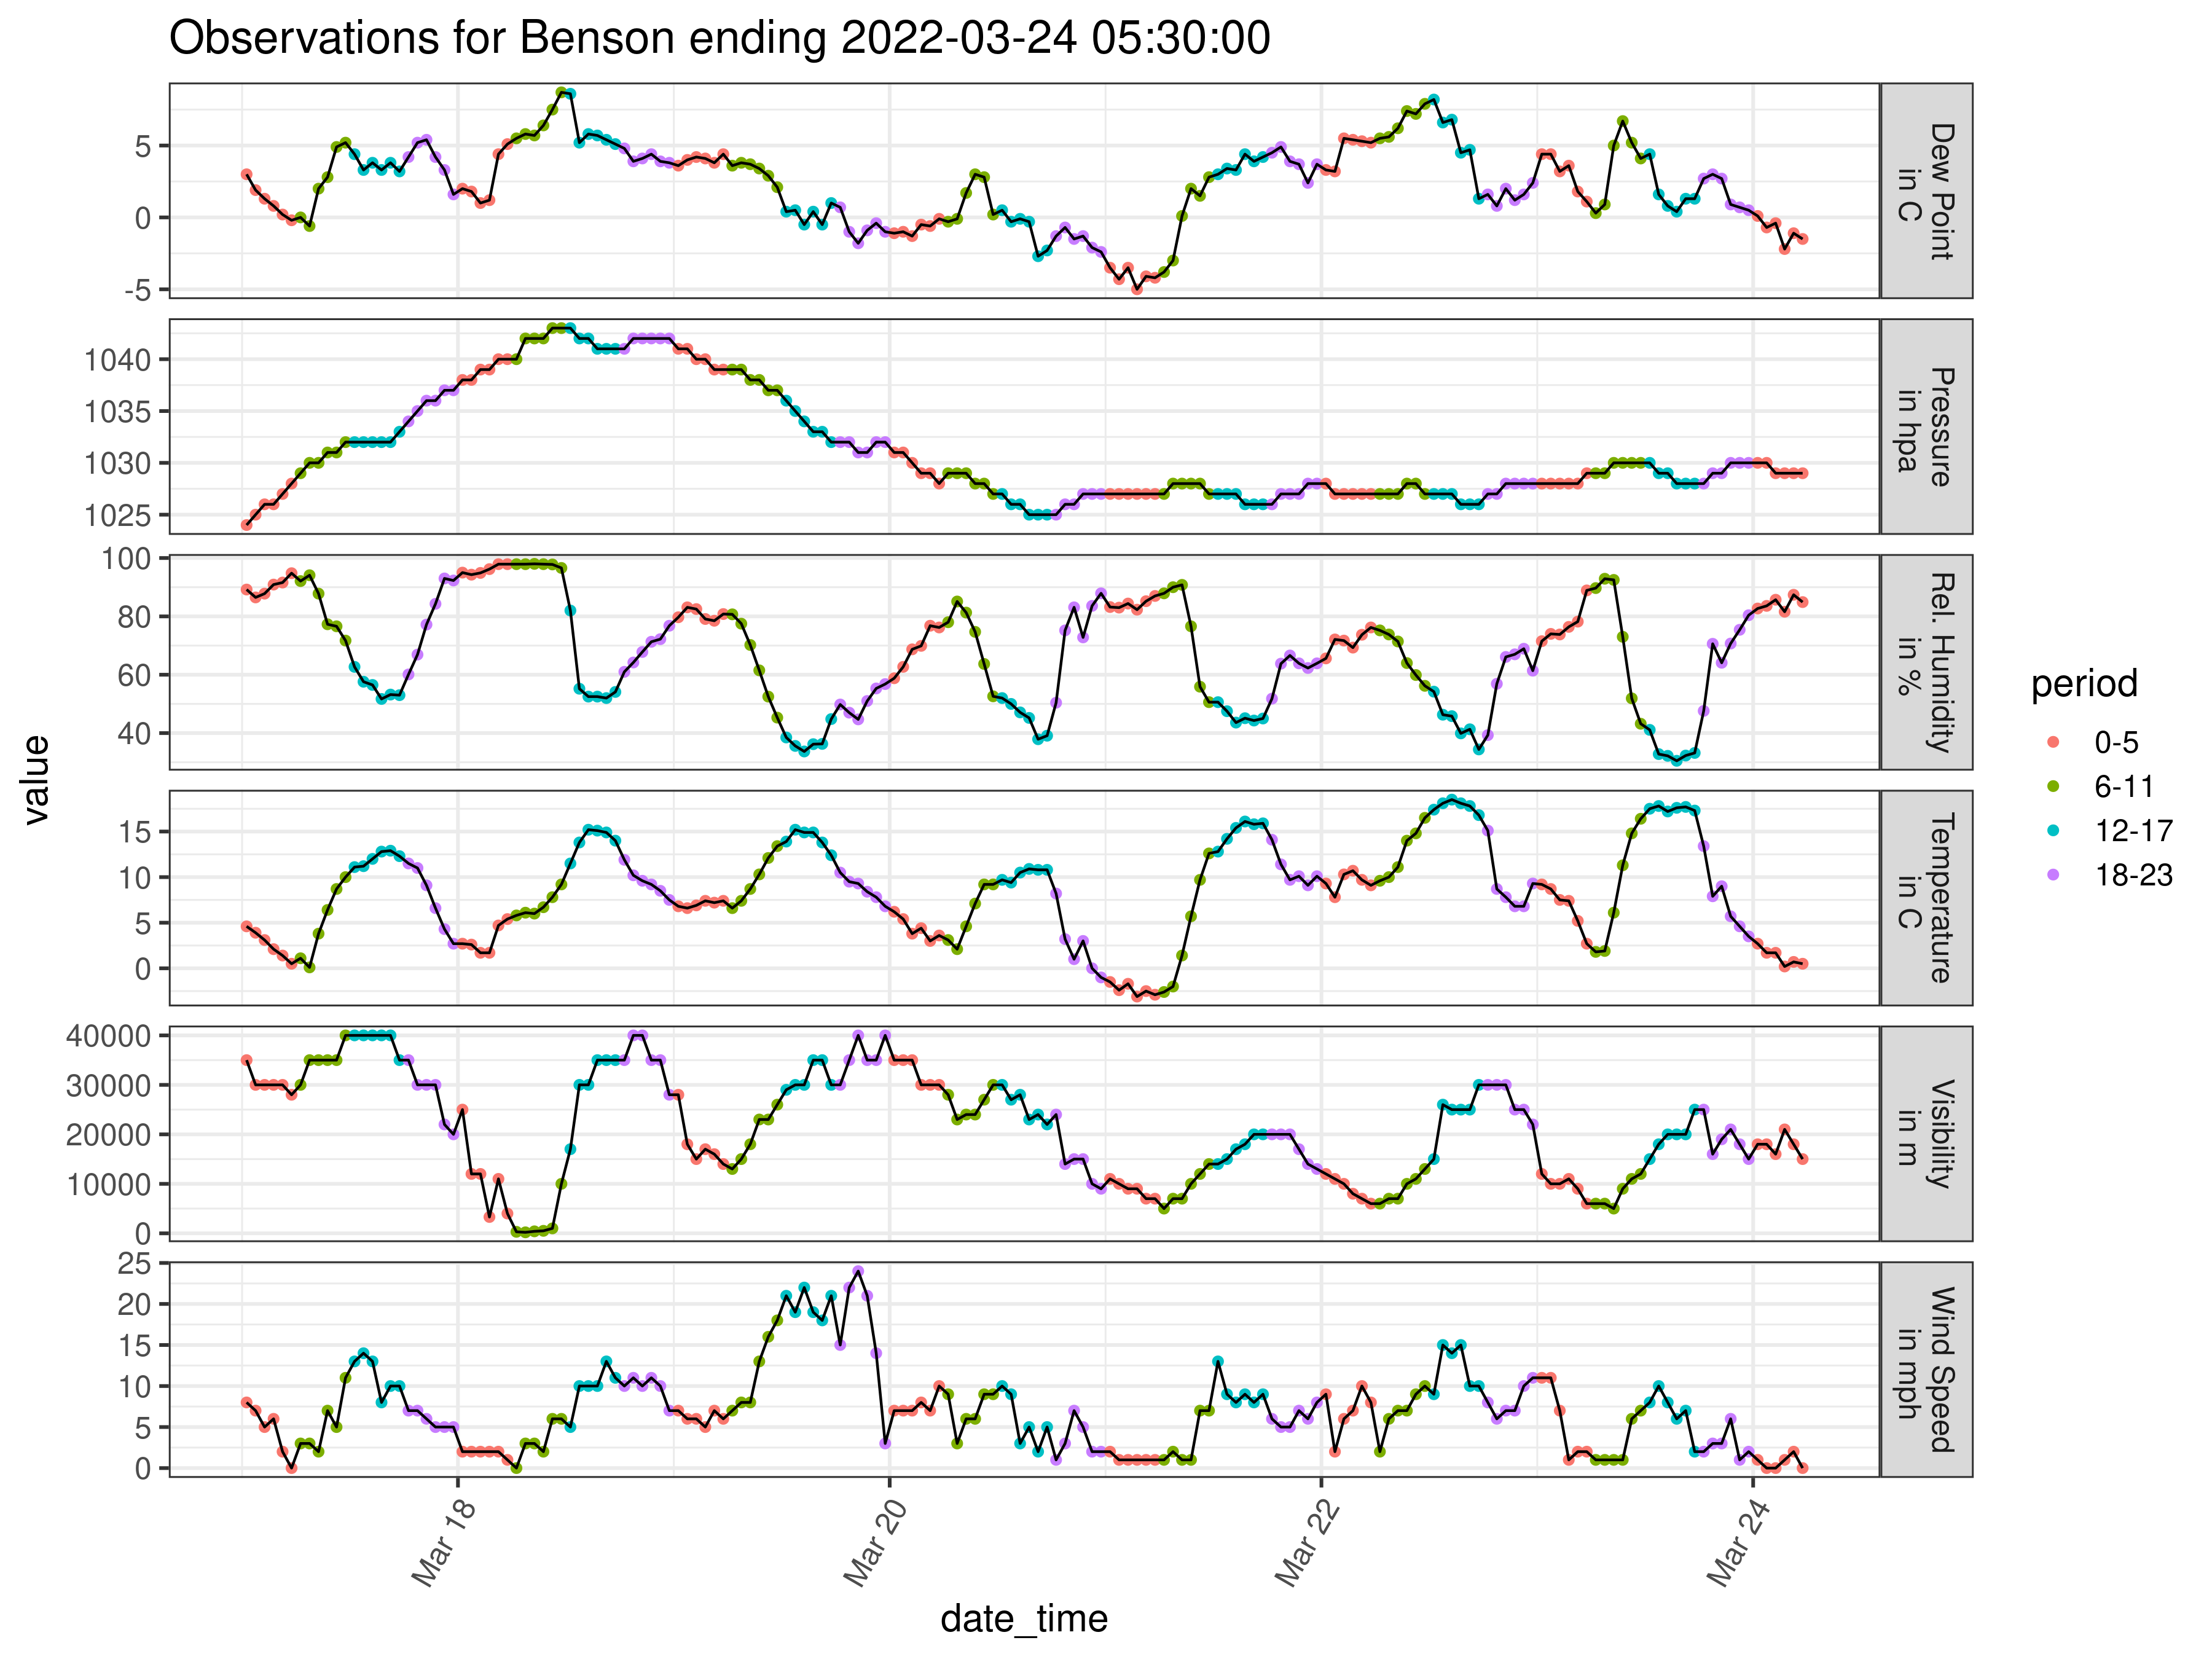 Observations for Benson ending 2022-03-24 05:30:00
value
5
0
-5
Dew Point
in C
1040
1035
1030
1025
Pressure
in hpa
100
80
60
40
Rel. Humidity
in %
15
10
5
0
Temperature
in C
40000
30000
20000
10000
0
Visibility
in m
25
20
15
10
5
0
Wind Speed
in mph
Mar 18
Mar 20
Mar 22
Mar 24
date_time
period
0-5
6-11
12-17
18-23